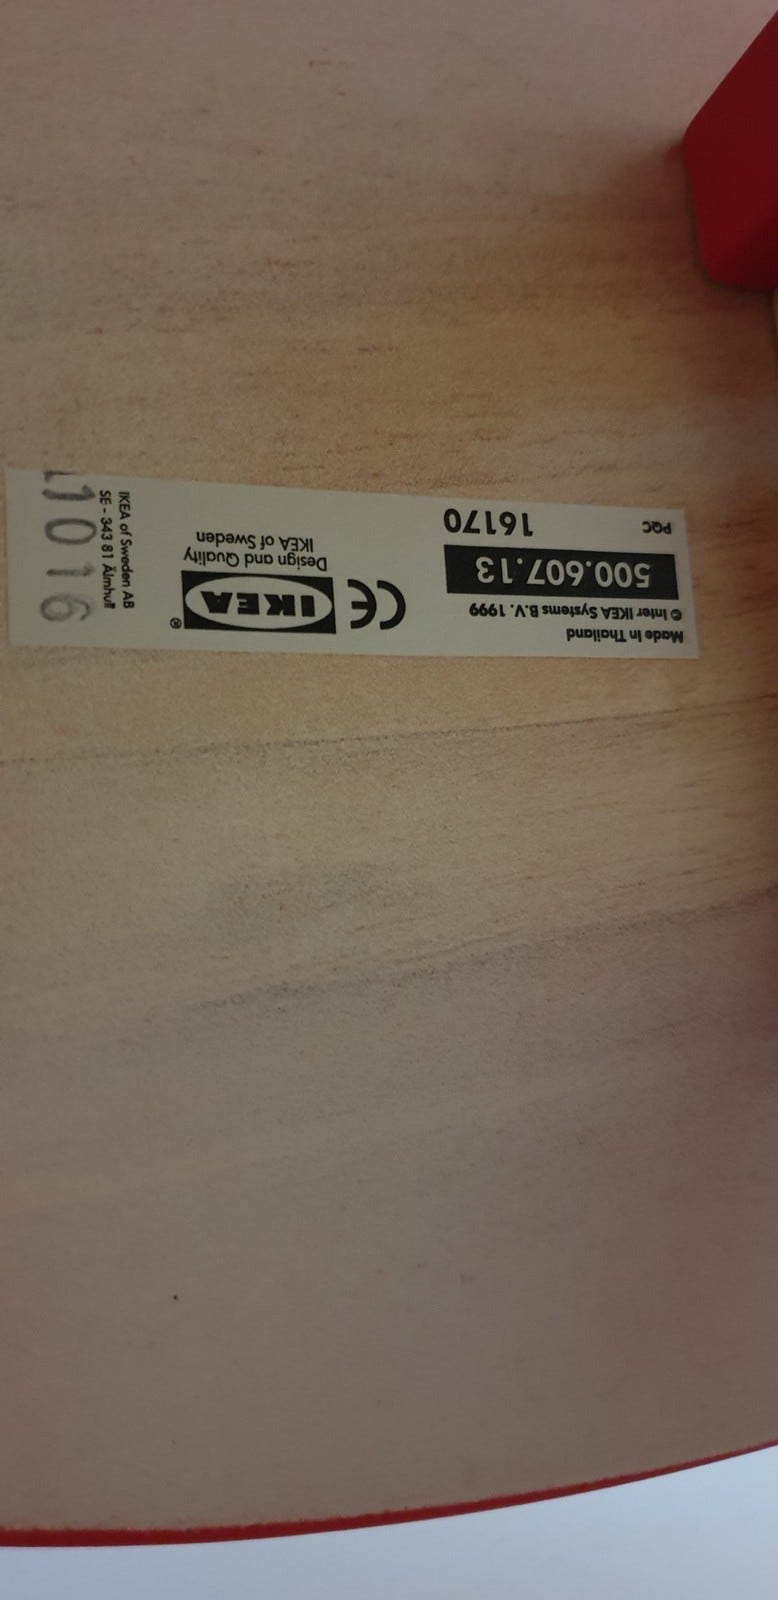 Made in Thailand
© Inter IKEA Systems B.V. 1999
500.607.13
PQC 16170
CE
IKEA®
Design and Quality
IKEA of Sweden
IKEA of Sweden AB
SE - 343 81 Älmhult
1016